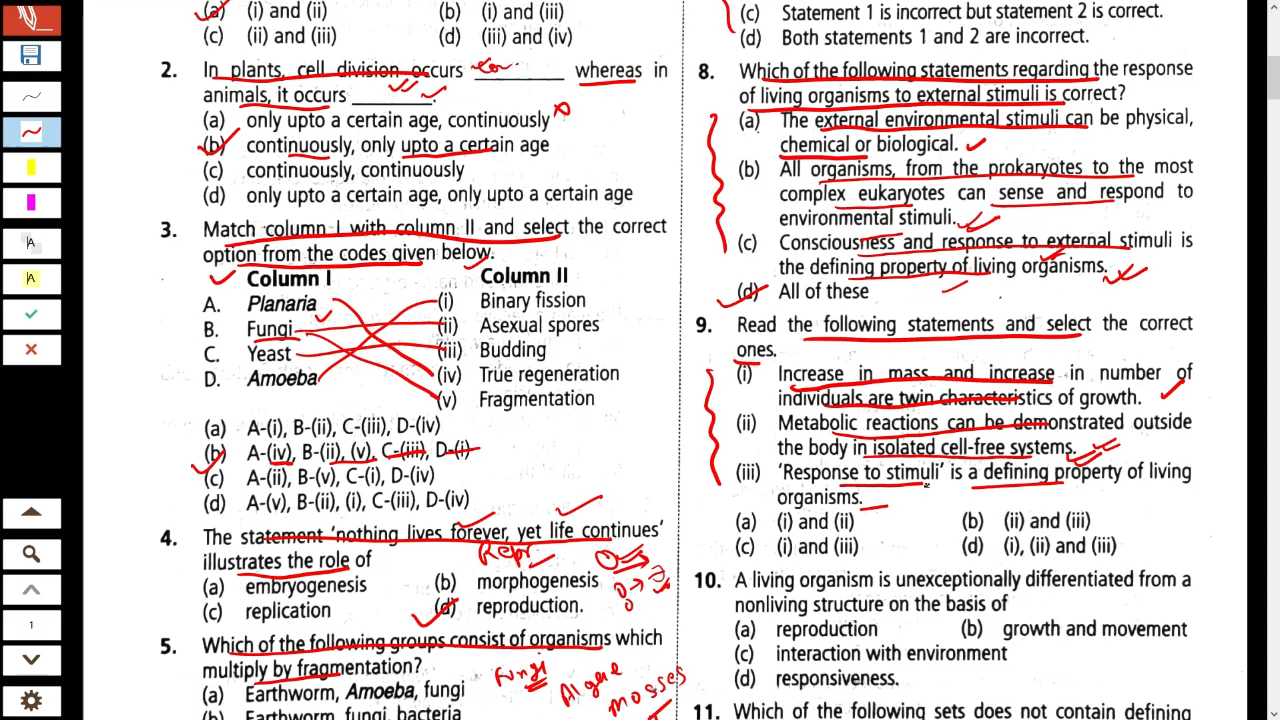 (a) (i) and (ii) (b) (i) and (iii)
(c) (ii) and (iii) (d) (iii) and (iv)
2. In plants, cell division occurs __________ whereas in
animals, it occurs ________.
(a) only upto a certain age, continuously
(b) continuously, only upto a certain age
(c) continuously, continuously
(d) only upto a certain age, only upto a certain age
3. Match column I with column II and select the correct
option from the codes given below.
Column I Column II
A. Planaria (i) Binary fission
B. Fungi (ii) Asexual spores
C. Yeast (iii) Budding
D. Amoeba (iv) True regeneration
(v) Fragmentation
(a) A-(i), B-(ii), C-(iii), D-(iv)
(b) A-(iv), B-(ii), (v), C-(iii), D-(i)
(c) A-(ii), B-(v), C-(i), D-(iv)
(d) A-(v), B-(ii), (i), C-(iii), D-(iv)
4. The statement 'nothing lives forever, yet life continues'
illustrates the role of
Repr
(a) embryogenesis (b) morphogenesis
(c) replication (d) reproduction.
5. Which of the following groups consist of organisms which
multiply by fragmentation?
Fungi
Algae
mosses
(a) Earthworm, Amoeba, fungi
(b) Earthworm, fungi, bacteria
(c) Statement 1 is incorrect but statement 2 is correct.
(d) Both statements 1 and 2 are incorrect.
8. Which of the following statements regarding the response
of living organisms to external stimuli is correct?
(a) The external environmental stimuli can be physical,
chemical or biological.
(b) All organisms, from the prokaryotes to the most
complex eukaryotes can sense and respond to
environmental stimuli.
(c) Consciousness and response to external stimuli is
the defining property of living organisms.
(d) All of these
9. Read the following statements and select the correct
ones.
(i) Increase in mass and increase in number of
individuals are twin characteristics of growth.
(ii) Metabolic reactions can be demonstrated outside
the body in isolated cell-free systems.
(iii) 'Response to stimuli' is a defining property of living
organisms.
(a) (i) and (ii) (b) (ii) and (iii)
(c) (i) and (iii) (d) (i), (ii) and (iii)
10. A living organism is unexceptionally differentiated from a
nonliving structure on the basis of
(a) reproduction (b) growth and movement
(c) interaction with environment
(d) responsiveness.
11. Which of the following sets does not contain defining
A
A
1